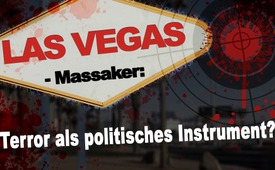 LAS VEGAS
- Massaker:
Terror als politisches Instrument?